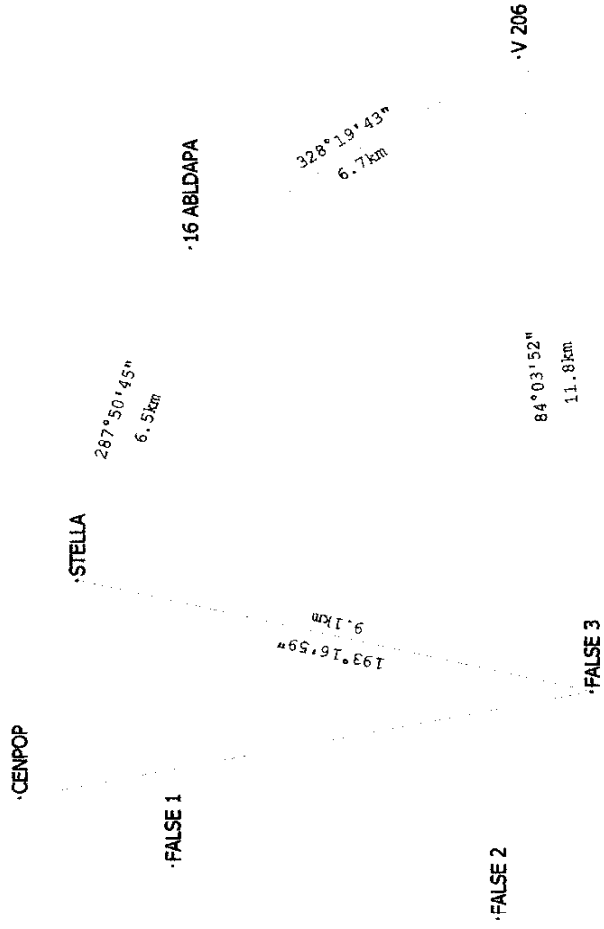 ·CENPOP
·STELLA
287°50'45"
6.5km
·16 ABLDAPA
328°19'43"
6.7km
·V 206
·FALSE 1
193°16'59"
9.1km
84°03'52"
11.8km
·FALSE 2
·FALSE 3